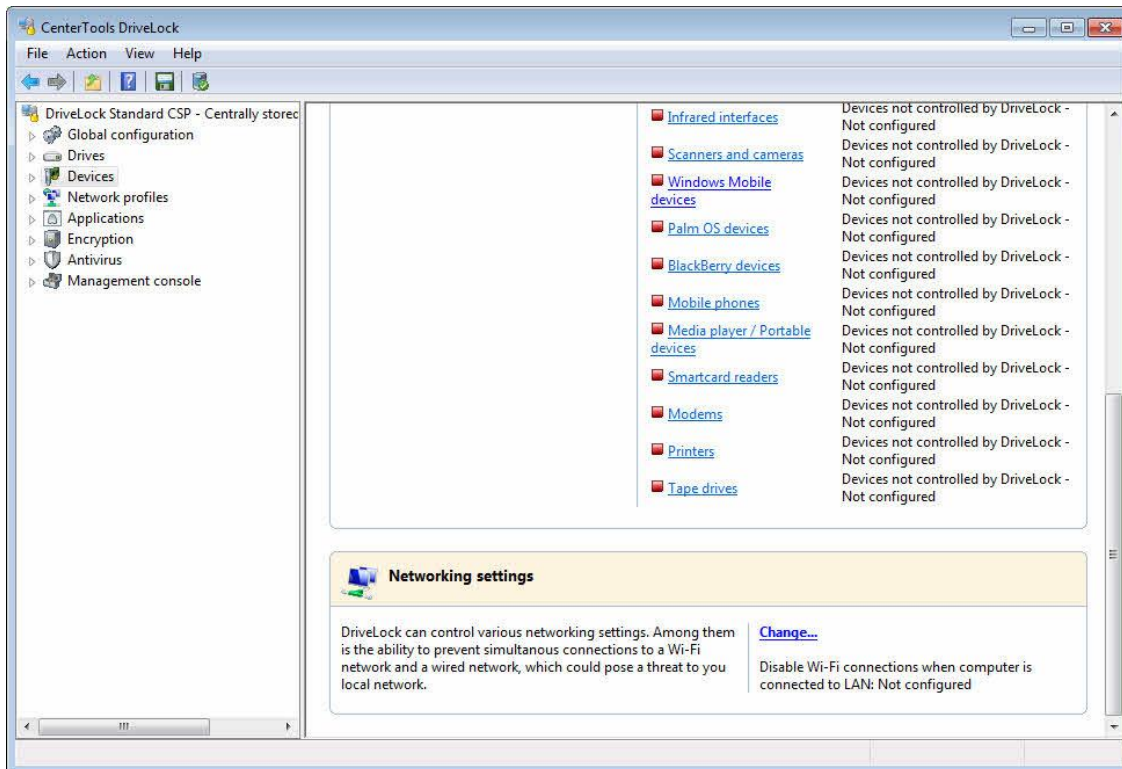 CenterTools DriveLock
File Action View Help
DriveLock Standard CSP - Centrally storec
Global configuration
Drives
Devices
Network profiles
Applications
Encryption
Antivirus
Management console
Infrared interfaces
Devices not controlled by DriveLock -
Not configured
Scanners and cameras
Devices not controlled by DriveLock -
Not configured
Windows Mobile
devices
Devices not controlled by DriveLock -
Not configured
Palm OS devices
Devices not controlled by DriveLock -
Not configured
BlackBerry devices
Devices not controlled by DriveLock -
Not configured
Mobile phones
Devices not controlled by DriveLock -
Not configured
Media player / Portable
devices
Devices not controlled by DriveLock -
Not configured
Smartcard readers
Devices not controlled by DriveLock -
Not configured
Modems
Devices not controlled by DriveLock -
Not configured
Printers
Devices not controlled by DriveLock -
Not configured
Tape drives
Devices not controlled by DriveLock -
Not configured
Networking settings
DriveLock can control various networking settings. Among them
is the ability to prevent simultanous connections to a Wi-Fi
network and a wired network, which could pose a threat to you
local network.
Change...
Disable Wi-Fi connections when computer is
connected to LAN: Not configured